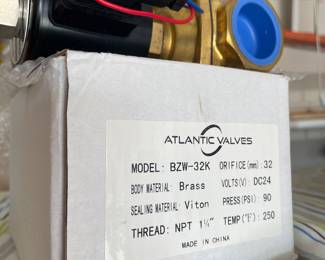 ATLANTIC VALVES
MODEL: BZW-32K ORIFICE(mm): 32
BODY MATERIAL: Brass VOLTS(V): DC24
SEALING MATERIAL: Viton PRESS(PSI): 90
THREAD: NPT 1¼" TEMP(°F): 250
MADE IN CHINA